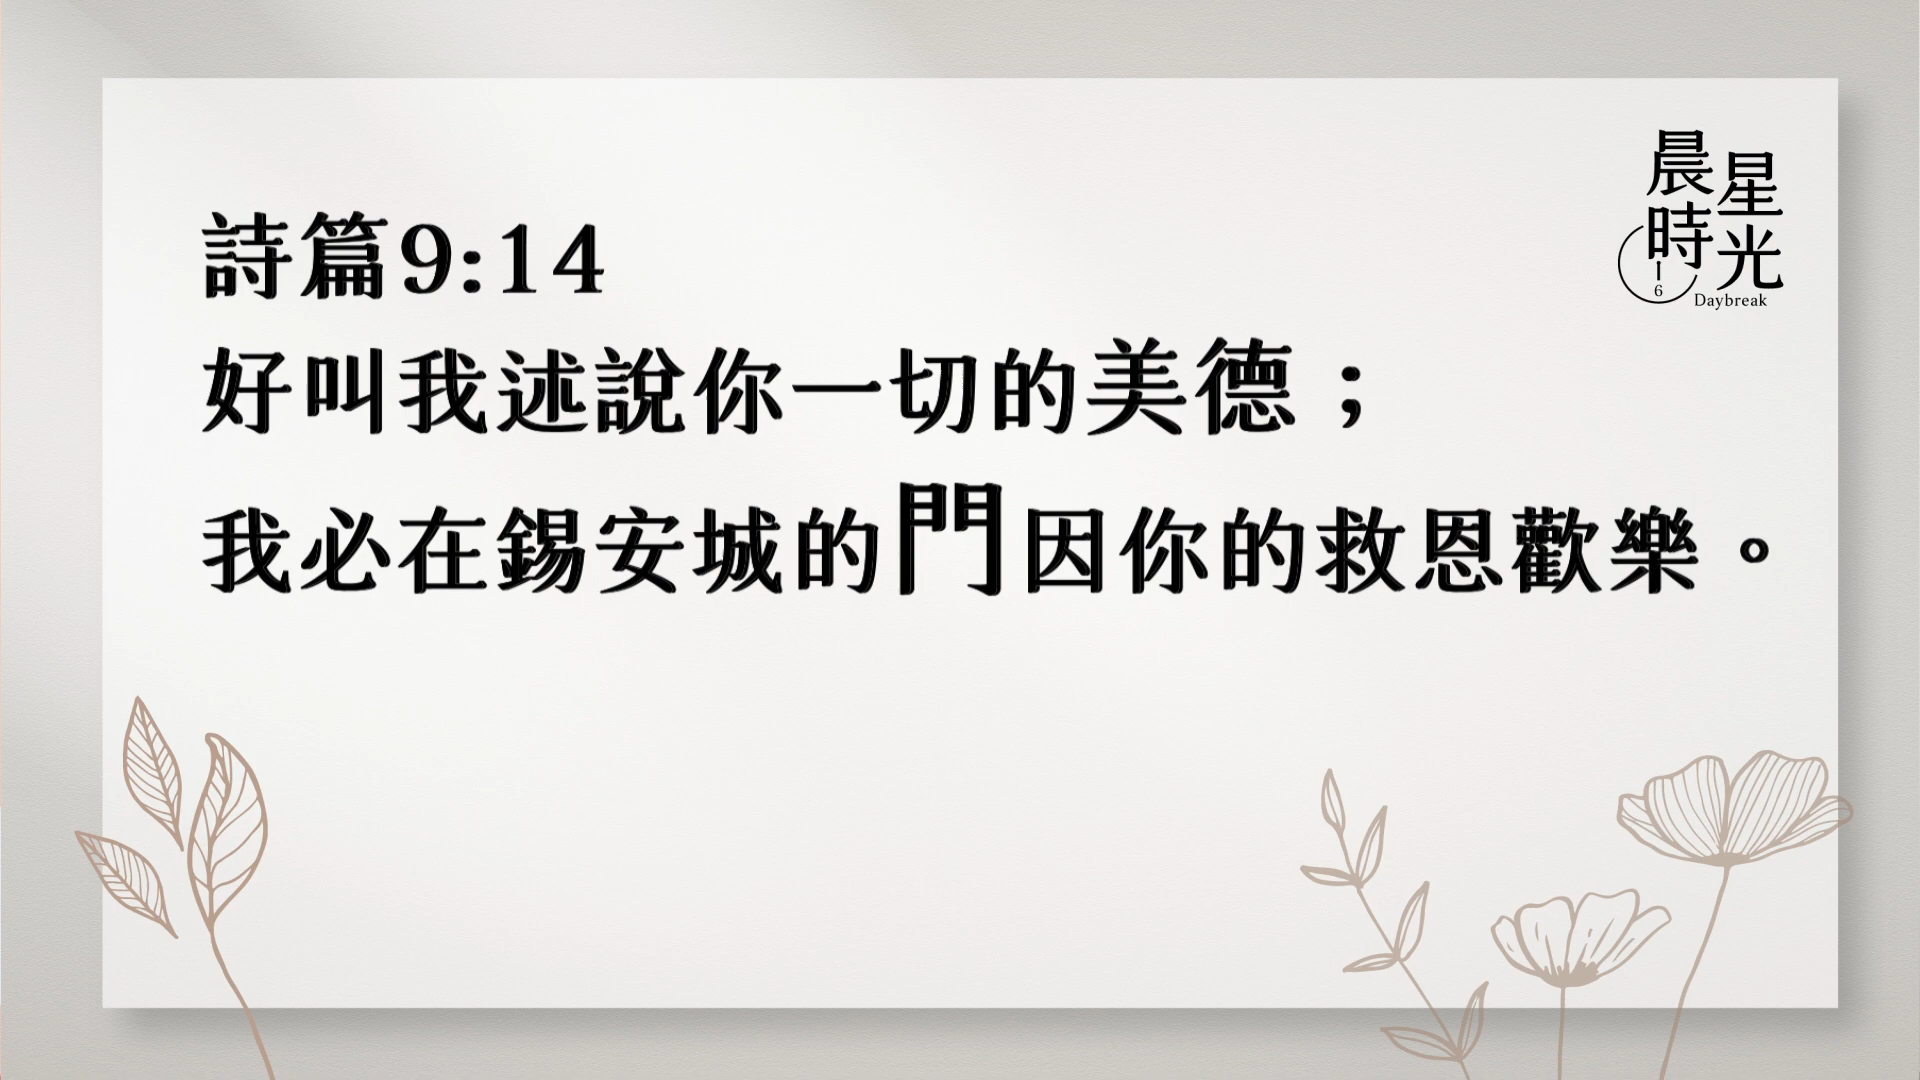 晨星
時光
6
Daybreak
詩篇9:14
好叫我述說你一切的美德；
我必在錫安城的門因你的救恩歡樂。